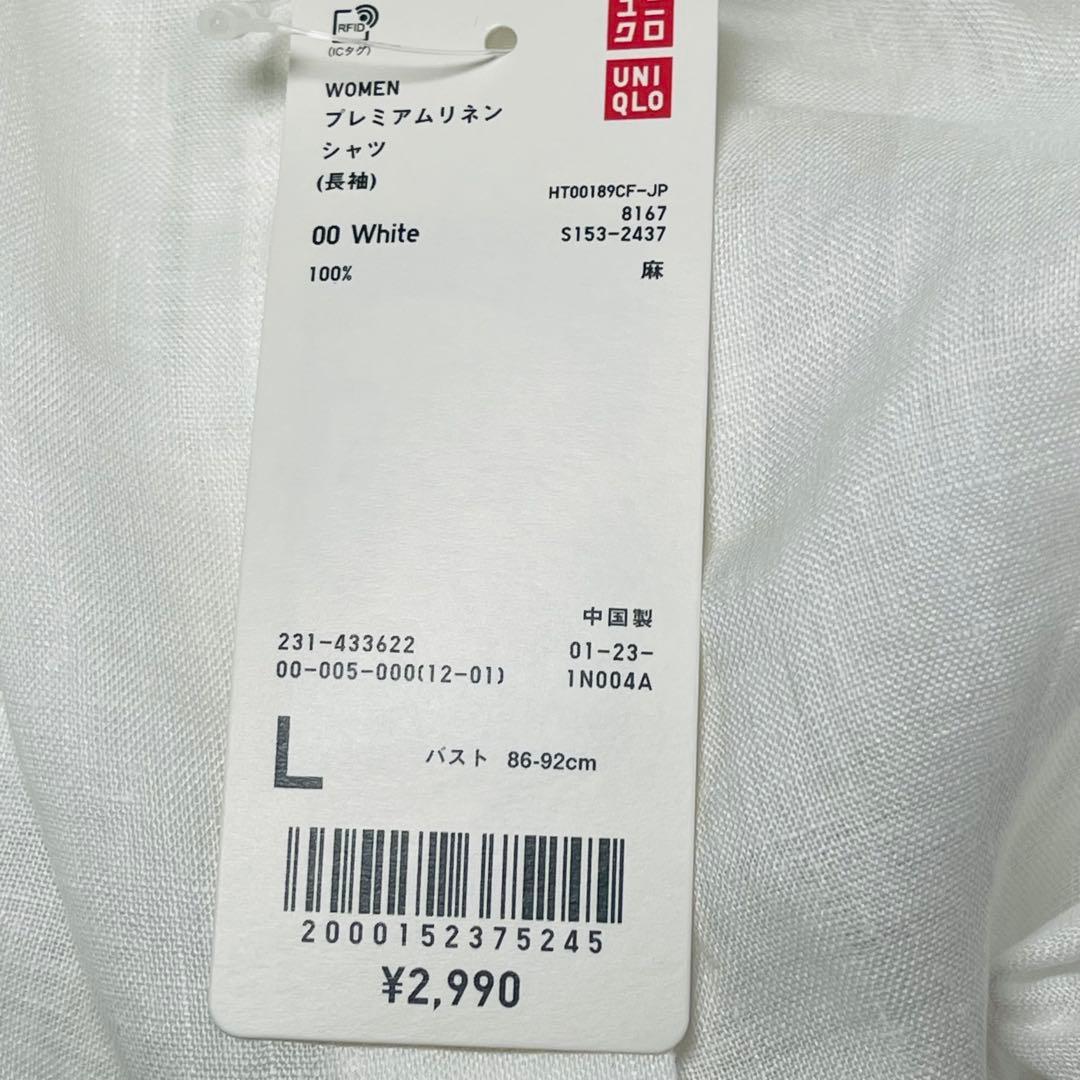 RFID
(ICタグ)
ユニ
クロ
UNI
QLO
WOMEN
プレミアムリネン
シャツ
(長袖)
HT00189CF-JP
8167
00 White
S153-2437
100%
麻
中国製
231-433622
01-23-
00-005-000(12-01)
1N004A
L
バスト 86-92cm
2000152375245
¥2,990